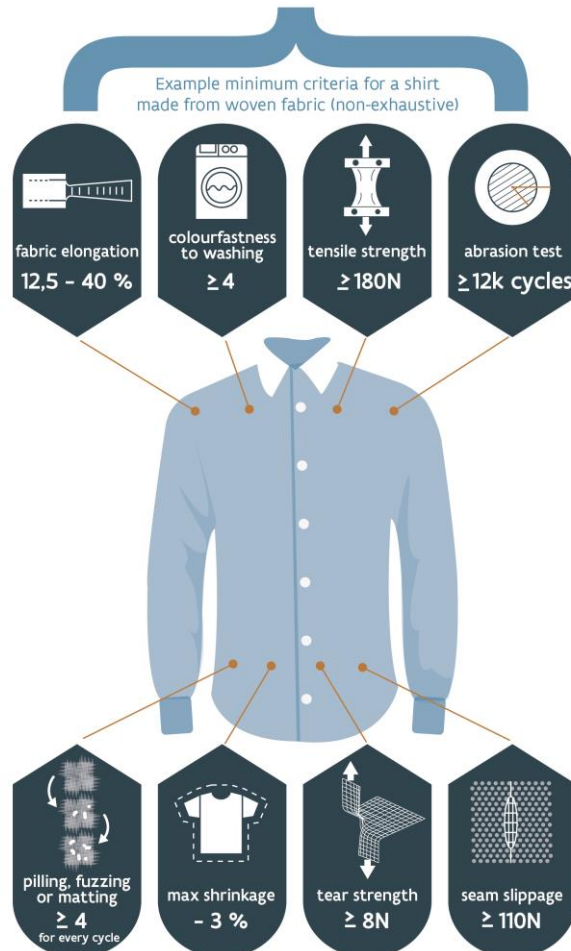 Example minimum criteria for a shirt
made from woven fabric (non-exhaustive)
fabric elongation
12,5 - 40 %
colourfastness
to washing
≥ 4
tensile strength
≥ 180N
abrasion test
≥ 12k cycles
pilling, fuzzing
or matting
≥ 4
for every cycle
max shrinkage
- 3 %
tear strength
≥ 8N
seam slippage
≥ 110N